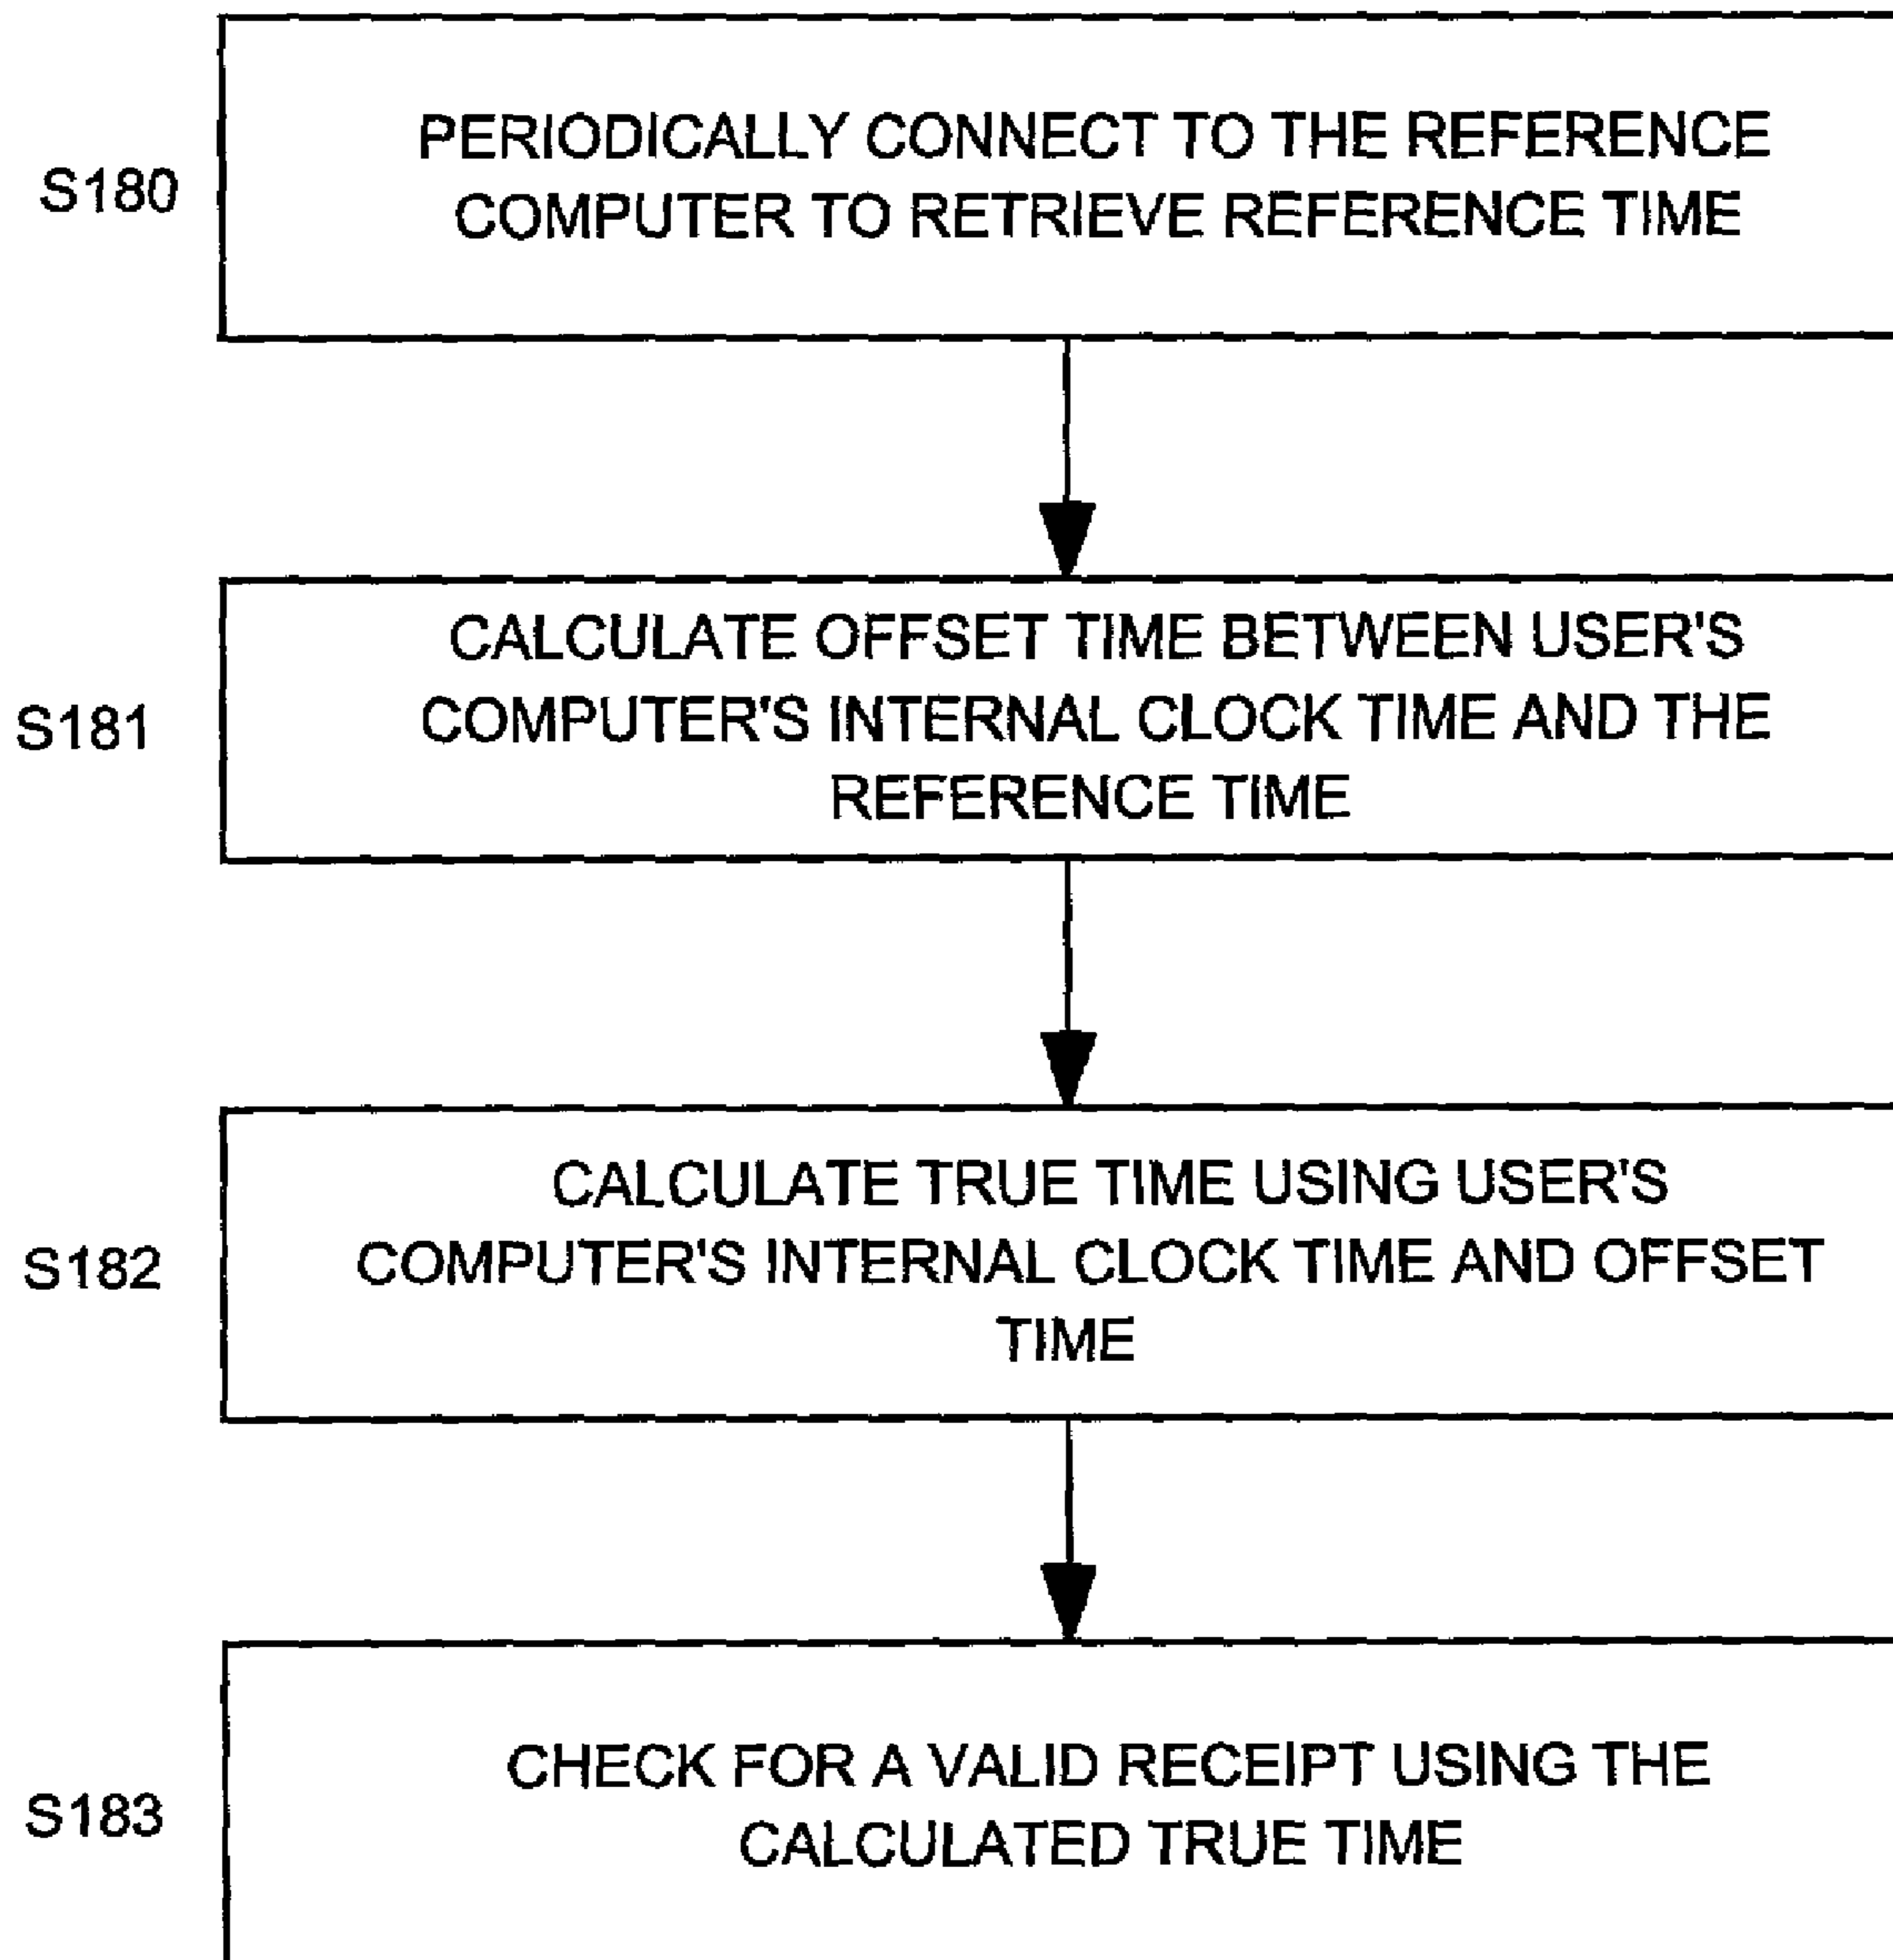 S180
PERIODICALLY CONNECT TO THE REFERENCE
COMPUTER TO RETRIEVE REFERENCE TIME
S181
CALCULATE OFFSET TIME BETWEEN USER'S
COMPUTER'S INTERNAL CLOCK TIME AND THE
REFERENCE TIME
S182
CALCULATE TRUE TIME USING USER'S
COMPUTER'S INTERNAL CLOCK TIME AND OFFSET
TIME
S183
CHECK FOR A VALID RECEIPT USING THE
CALCULATED TRUE TIME